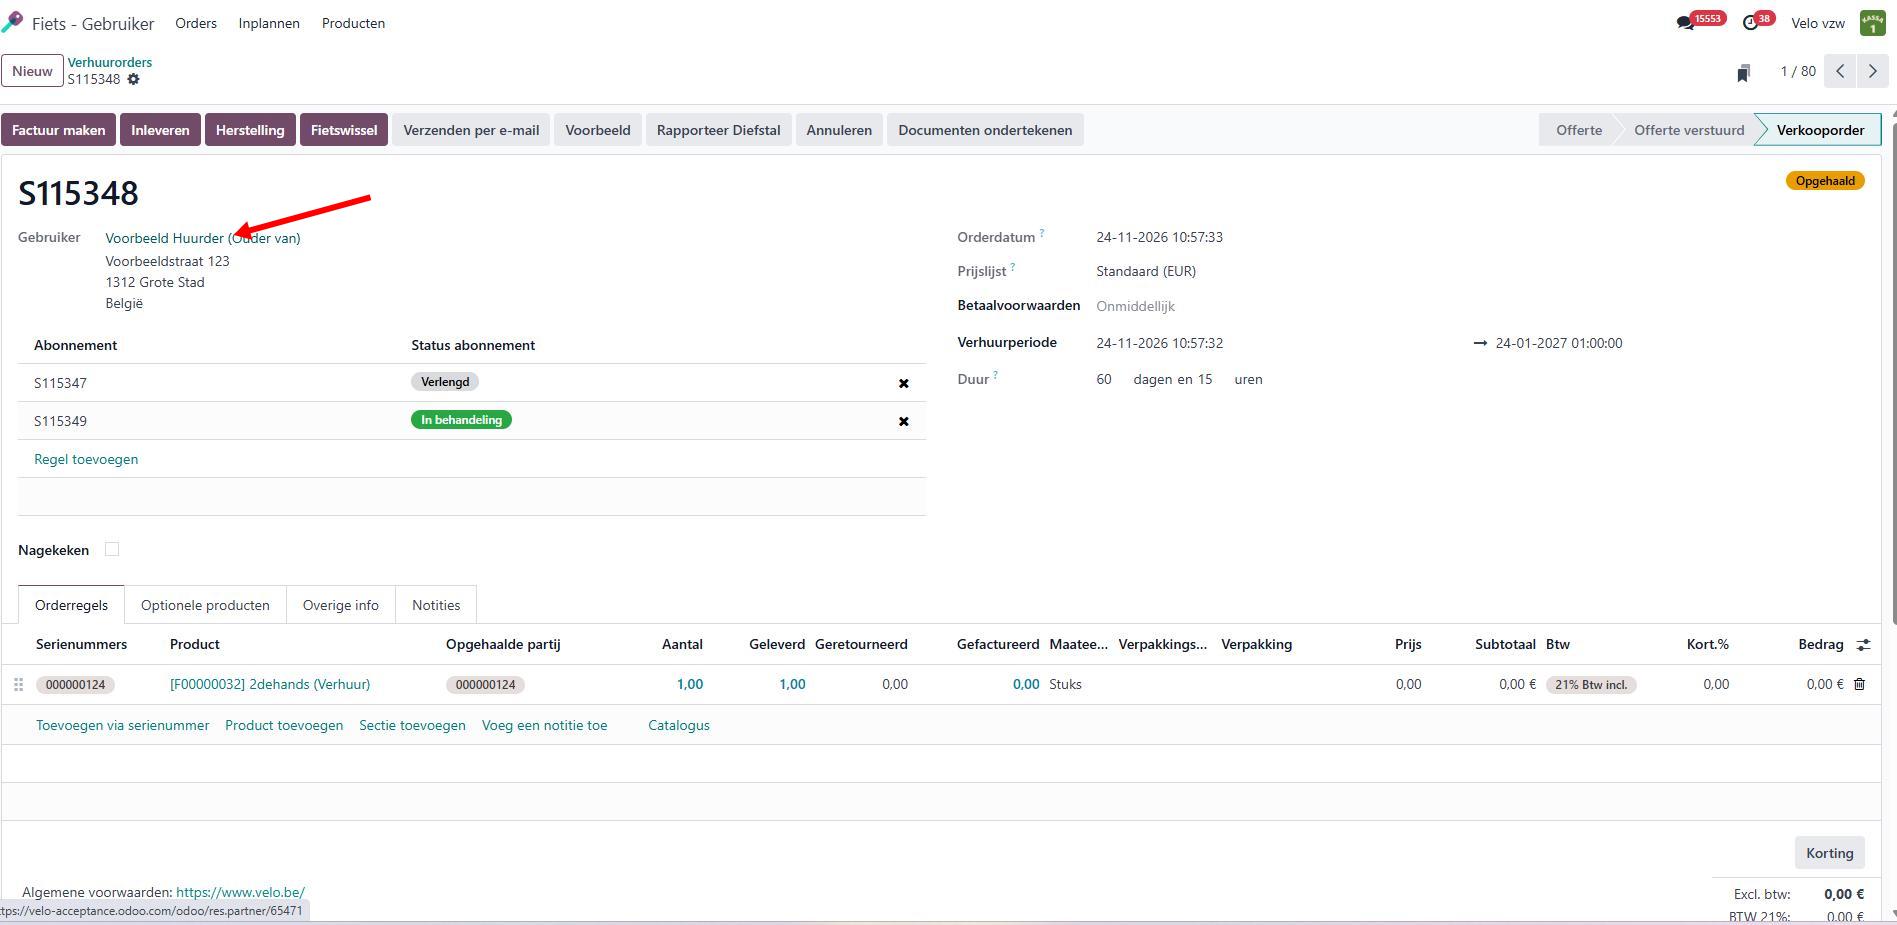 Fiets - Gebruiker Orders Inplannen Producten 15553 38 Velo vzw KASSA 1
Nieuw Verhuurorders
S115348
1 / 80
Factuur maken Inleveren Herstelling Fietswissel Verzenden per e-mail Voorbeeld Rapporteer Diefstal Annuleren Documenten ondertekenen Offerte Offerte verstuurd Verkooporder
S115348 Opgehaald
Gebruiker Voorbeeld Huurder (Ouder van)
Voorbeeldstraat 123
1312 Grote Stad
België
Orderdatum ? 24-11-2026 10:57:33
Prijslijst ? Standaard (EUR)
Betaalvoorwaarden Onmiddellijk
Verhuurperiode 24-11-2026 10:57:32 → 24-01-2027 01:00:00
Duur ? 60 dagen en 15 uren
Abonnement Status abonnement
S115347 Verlengd
S115349 In behandeling
Regel toevoegen
Nagekeken
Orderregels Optionele producten Overige info Notities
Serienummers Product Opgehaalde partij Aantal Geleverd Geretourneerd Gefactureerd Maatee... Verpakkings... Verpakking Prijs Subtotaal Btw Kort.% Bedrag
000000124 [F00000032] 2dehands (Verhuur) 000000124 1,00 1,00 0,00 0,00 Stuks 0,00 0,00 € 21% Btw incl. 0,00 0,00 €
Toevoegen via serienummer Product toevoegen Sectie toevoegen Voeg een notitie toe Catalogus
Korting
Algemene voorwaarden: https://www.velo.be/
Excl. btw: 0,00 €
BTW 21%: 0,00 €
ttps://velo-acceptance.odoo.com/odoo/res.partner/65471